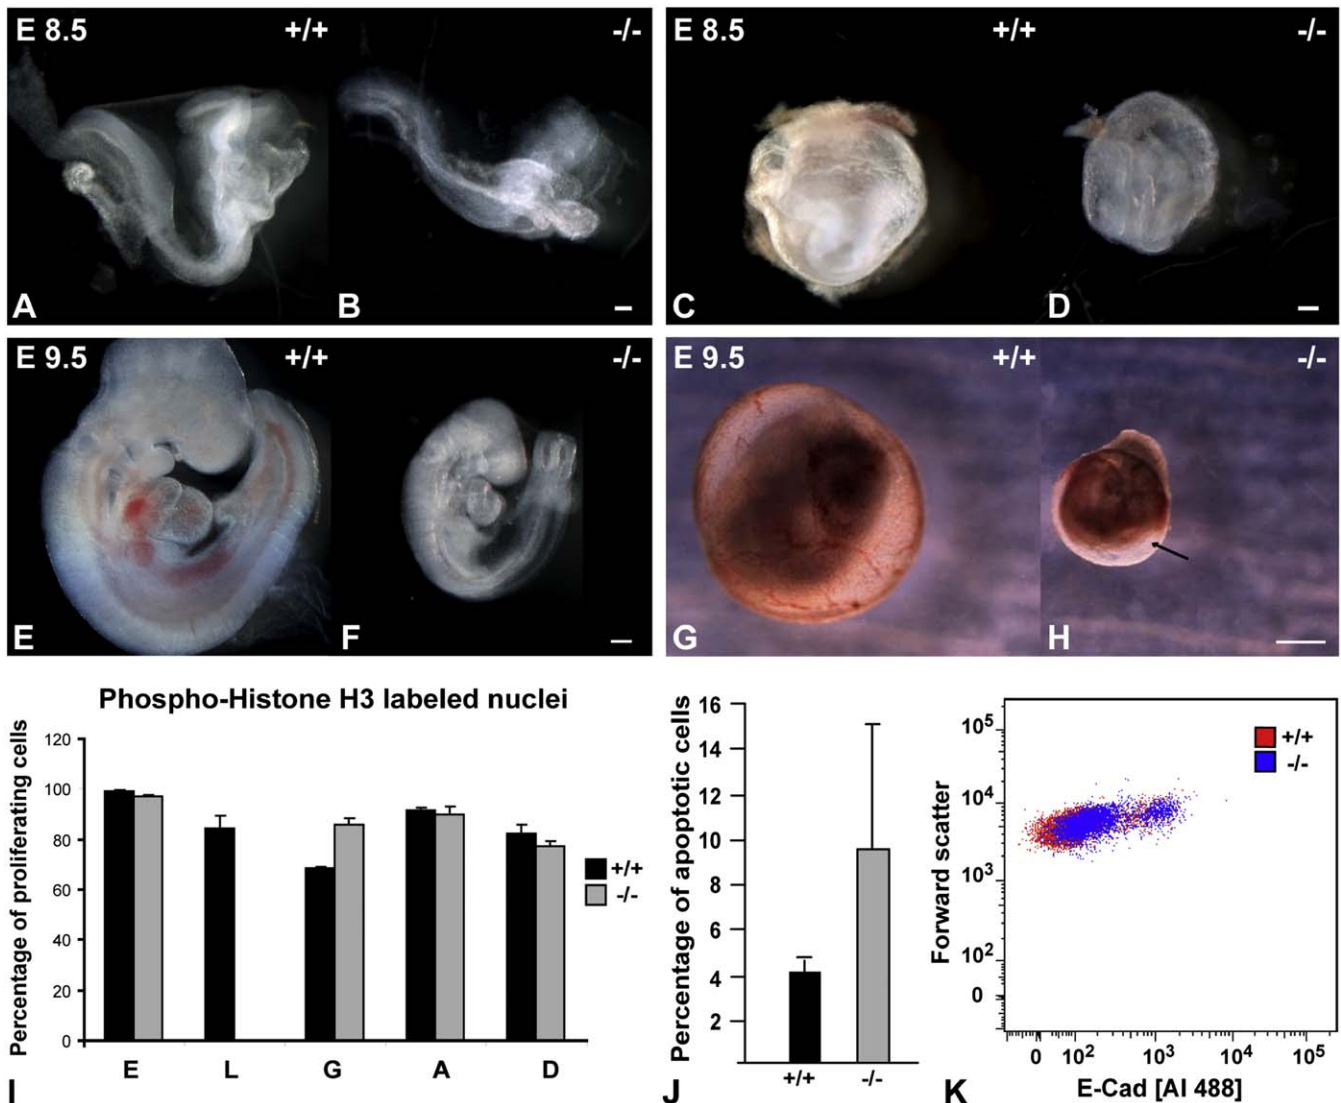 E 8.5 +/+ -/-
A B
E 8.5 +/+ -/-
C D
E 9.5 +/+ -/-
E F
E 9.5 +/+ -/-
G H
Phospho-Histone H3 labeled nuclei
Percentage of proliferating cells
120
100
80
60
40
20
0
E L G A D
+/+
-/-
I
Percentage of apoptotic cells
16
14
12
10
8
6
4
2
+/+ -/-
J
Forward scatter
10⁵
10⁴
10³
10²
0
+/+
-/-
0 10² 10³ 10⁴ 10⁵
E-Cad [Al 488]
K